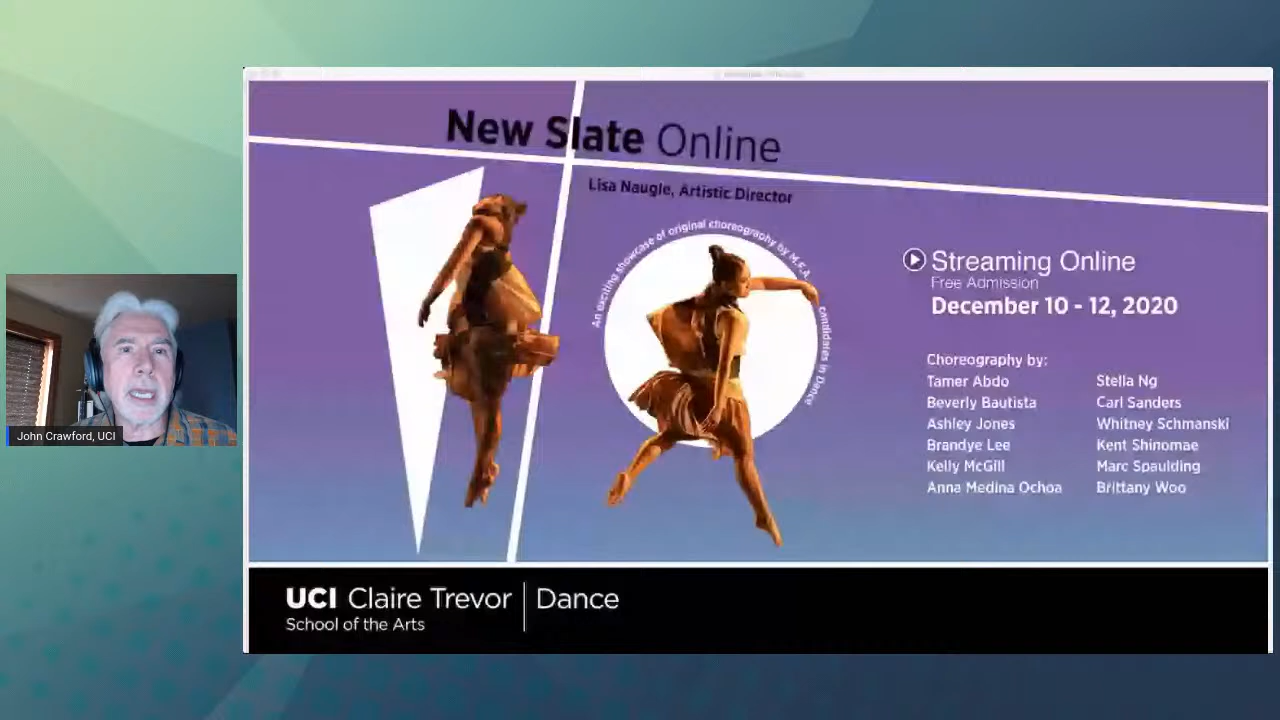 New Slate Online
Lisa Naugle, Artistic Director
An exciting showcase of original choreography by M.F.A. candidates in Dance
Streaming Online
Free Admission
December 10 - 12, 2020
Choreography by:
Tamer Abdo
Beverly Bautista
Ashley Jones
Brandye Lee
Kelly McGill
Anna Medina Ochoa
Stella Ng
Carl Sanders
Whitney Schmanski
Kent Shinomae
Marc Spaulding
Brittany Woo
John Crawford, UCI
UCI Claire Trevor | Dance
School of the Arts